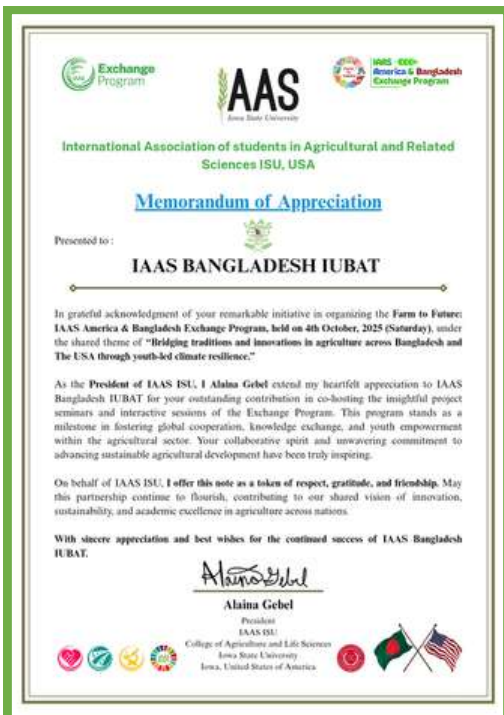 Exchange
Program
IAAS
America & Bangladesh
Exchange Program
IAAS
Iowa State University
International Association of students in Agricultural and Related
Sciences ISU, USA
Memorandum of Appreciation
Presented to :
IAAS BANGLADESH IUBAT
In grateful acknowledgment of your remarkable initiative in organizing the Farm to Future:
IAAS America & Bangladesh Exchange Program, held on 4th October, 2025 (Saturday), under
the shared theme of “Bridging traditions and innovations in agriculture across Bangladesh and
The USA through youth-led climate resilience.”
As the President of IAAS ISU, I Alaina Gebel extend my heartfelt appreciation to IAAS
Bangladesh IUBAT for your outstanding contribution in co-hosting the insightful project
seminars and interactive sessions of the Exchange Program. This program stands as a
milestone in fostering global cooperation, knowledge exchange, and youth empowerment
within the agricultural sector. Your collaborative spirit and unwavering commitment to
advancing sustainable agricultural development have been truly inspiring.
On behalf of IAAS ISU, I offer this note as a token of respect, gratitude, and friendship. May
this partnership continue to flourish, contributing to our shared vision of innovation,
sustainability, and academic excellence in agriculture across nations.
With sincere appreciation and best wishes for the continued success of IAAS Bangladesh
IUBAT.
Alaina Gebel
Alaina Gebel
President
IAAS ISU
College of Agriculture and Life Sciences
Iowa State University
Iowa, United States of America